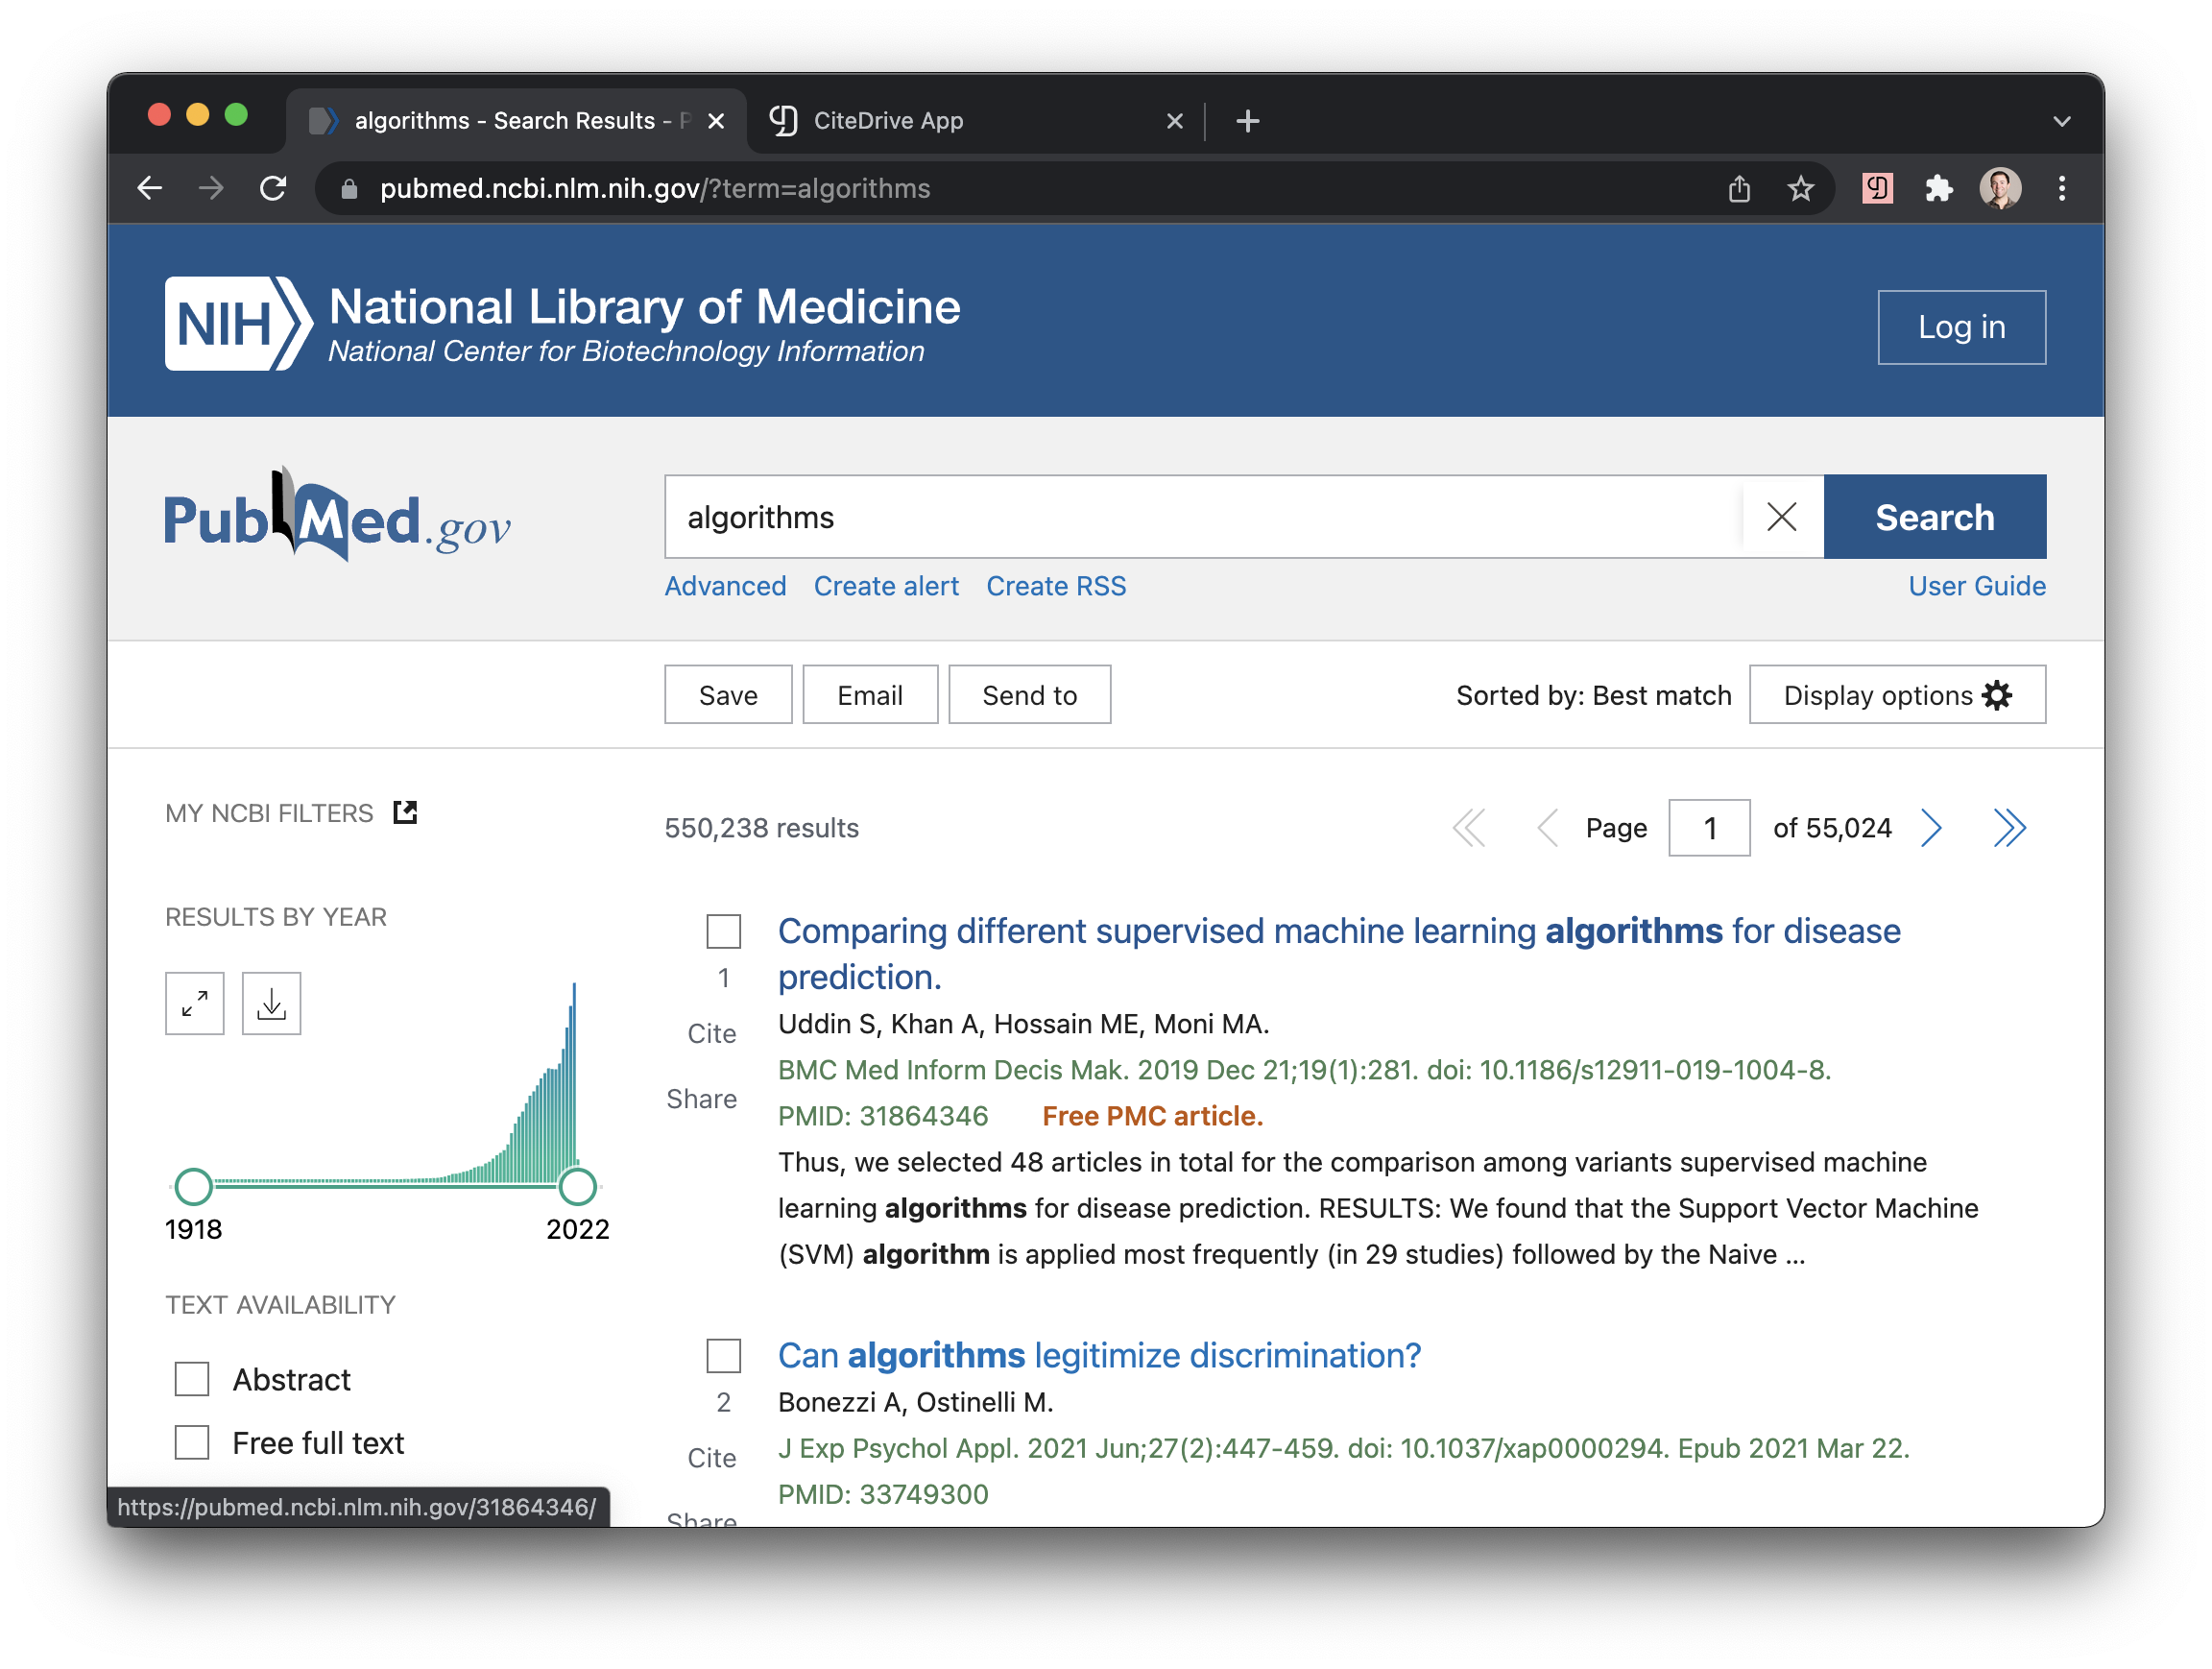 algorithms - Search Results - P
CiteDrive App
pubmed.ncbi.nlm.nih.gov/?term=algorithms
NIH
National Library of Medicine
National Center for Biotechnology Information
Log in
PubMed.gov
algorithms
Search
Advanced Create alert Create RSS
User Guide
Save Email Send to
Sorted by: Best match
Display options
MY NCBI FILTERS
550,238 results
Page 1 of 55,024
RESULTS BY YEAR
1918 2022
TEXT AVAILABILITY
Abstract
Free full text
Comparing different supervised machine learning algorithms for disease
prediction.
1
Cite
Share
Uddin S, Khan A, Hossain ME, Moni MA.
BMC Med Inform Decis Mak. 2019 Dec 21;19(1):281. doi: 10.1186/s12911-019-1004-8.
PMID: 31864346 Free PMC article.
Thus, we selected 48 articles in total for the comparison among variants supervised machine
learning algorithms for disease prediction. RESULTS: We found that the Support Vector Machine
(SVM) algorithm is applied most frequently (in 29 studies) followed by the Naive ...
Can algorithms legitimize discrimination?
2
Cite
Share
Bonezzi A, Ostinelli M.
J Exp Psychol Appl. 2021 Jun;27(2):447-459. doi: 10.1037/xap0000294. Epub 2021 Mar 22.
PMID: 33749300
https://pubmed.ncbi.nlm.nih.gov/31864346/